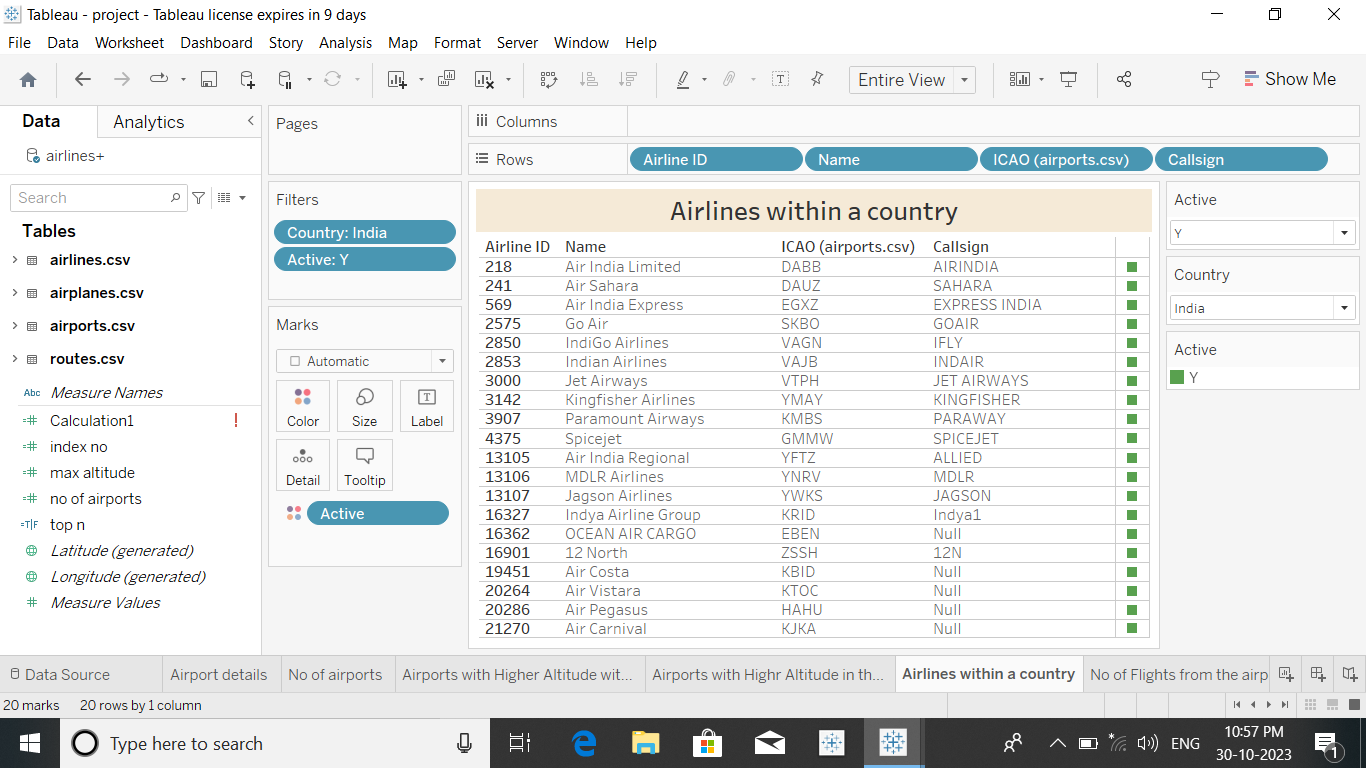 Tableau - project - Tableau license expires in 9 days
File Data Worksheet Dashboard Story Analysis Map Format Server Window Help
Entire View
Show Me
Data Analytics
airlines+
Search
Tables
airlines.csv
airplanes.csv
airports.csv
routes.csv
Abc Measure Names
Calculation1 !
index no
max altitude
no of airports
=T|F top n
Latitude (generated)
Longitude (generated)
Measure Values
Pages
Filters
Country: India
Active: Y
Marks
Automatic
Color Size Label
Detail Tooltip
Active
Columns
Rows Airline ID Name ICAO (airports.csv) Callsign
Airlines within a country
Airline ID Name ICAO (airports.csv) Callsign
218 Air India Limited DABB AIRINDIA
241 Air Sahara DAUZ SAHARA
569 Air India Express EGXZ EXPRESS INDIA
2575 Go Air SKBO GOAIR
2850 IndiGo Airlines VAGN IFLY
2853 Indian Airlines VAJB INDAIR
3000 Jet Airways VTPH JET AIRWAYS
3142 Kingfisher Airlines YMAY KINGFISHER
3907 Paramount Airways KMBS PARAWAY
4375 Spicejet GMMW SPICEJET
13105 Air India Regional YFTZ ALLIED
13106 MDLR Airlines YNRV MDLR
13107 Jagson Airlines YWKS JAGSON
16327 Indya Airline Group KRID Indya1
16362 OCEAN AIR CARGO EBEN Null
16901 12 North ZSSH 12N
19451 Air Costa KBID Null
20264 Air Vistara KTOC Null
20286 Air Pegasus HAHU Null
21270 Air Carnival KJKA Null
Active
Y
Country
India
Active
Y
Data Source Airport details No of airports Airports with Higher Altitude wit... Airports with Highr Altitude in th... Airlines within a country No of Flights from the airp
20 marks 20 rows by 1 column
Type here to search
ENG
10:57 PM
30-10-2023
1